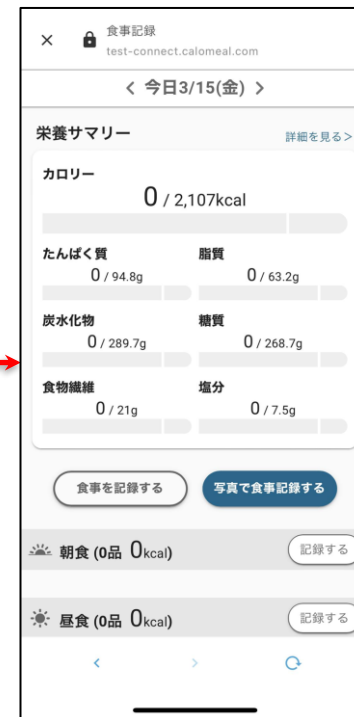 食事記録
test-connect.calomeal.com
今日3/15(金)
栄養サマリー 詳細を見る>
カロリー
0 / 2,107kcal
たんぱく質 脂質
0 / 94.8g 0 / 63.2g
炭水化物 糖質
0 / 289.7g 0 / 268.7g
食物繊維 塩分
0 / 21g 0 / 7.5g
食事を記録する 写真で食事記録する
朝食 (0品 0kcal) 記録する
昼食 (0品 0kcal) 記録する